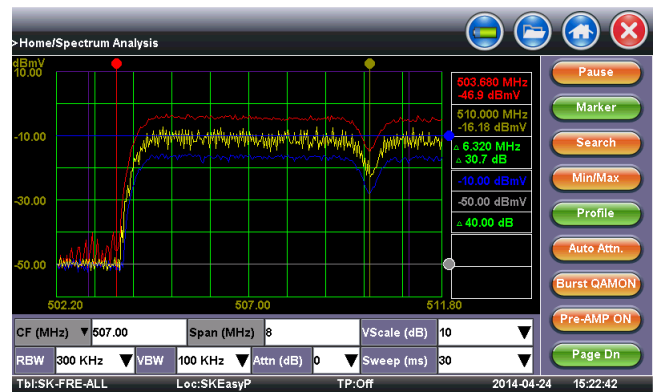 >Home/Spectrum Analysis
dBmV
10.00
-10.00
-30.00
-50.00
502.20 507.00 511.80
503.680 MHz
-46.9 dBmV
510.000 MHz
-16.18 dBmV
△ 6.320 MHz
△ 30.7 dB
-10.00 dBmV
-50.00 dBmV
△ 40.00 dB
Pause
Marker
Search
Min/Max
Profile
Auto Attn.
Burst QAMON
Pre-AMP ON
Page Dn
CF (MHz) 507.00 Span (MHz) 8 VScale (dB) 10
RBW 300 KHz VBW 100 KHz Attn (dB) 0 Sweep (ms) 30
Tbl:SK-FRE-ALL Loc:SKEasyP TP:Off 2014-04-24 15:22:42